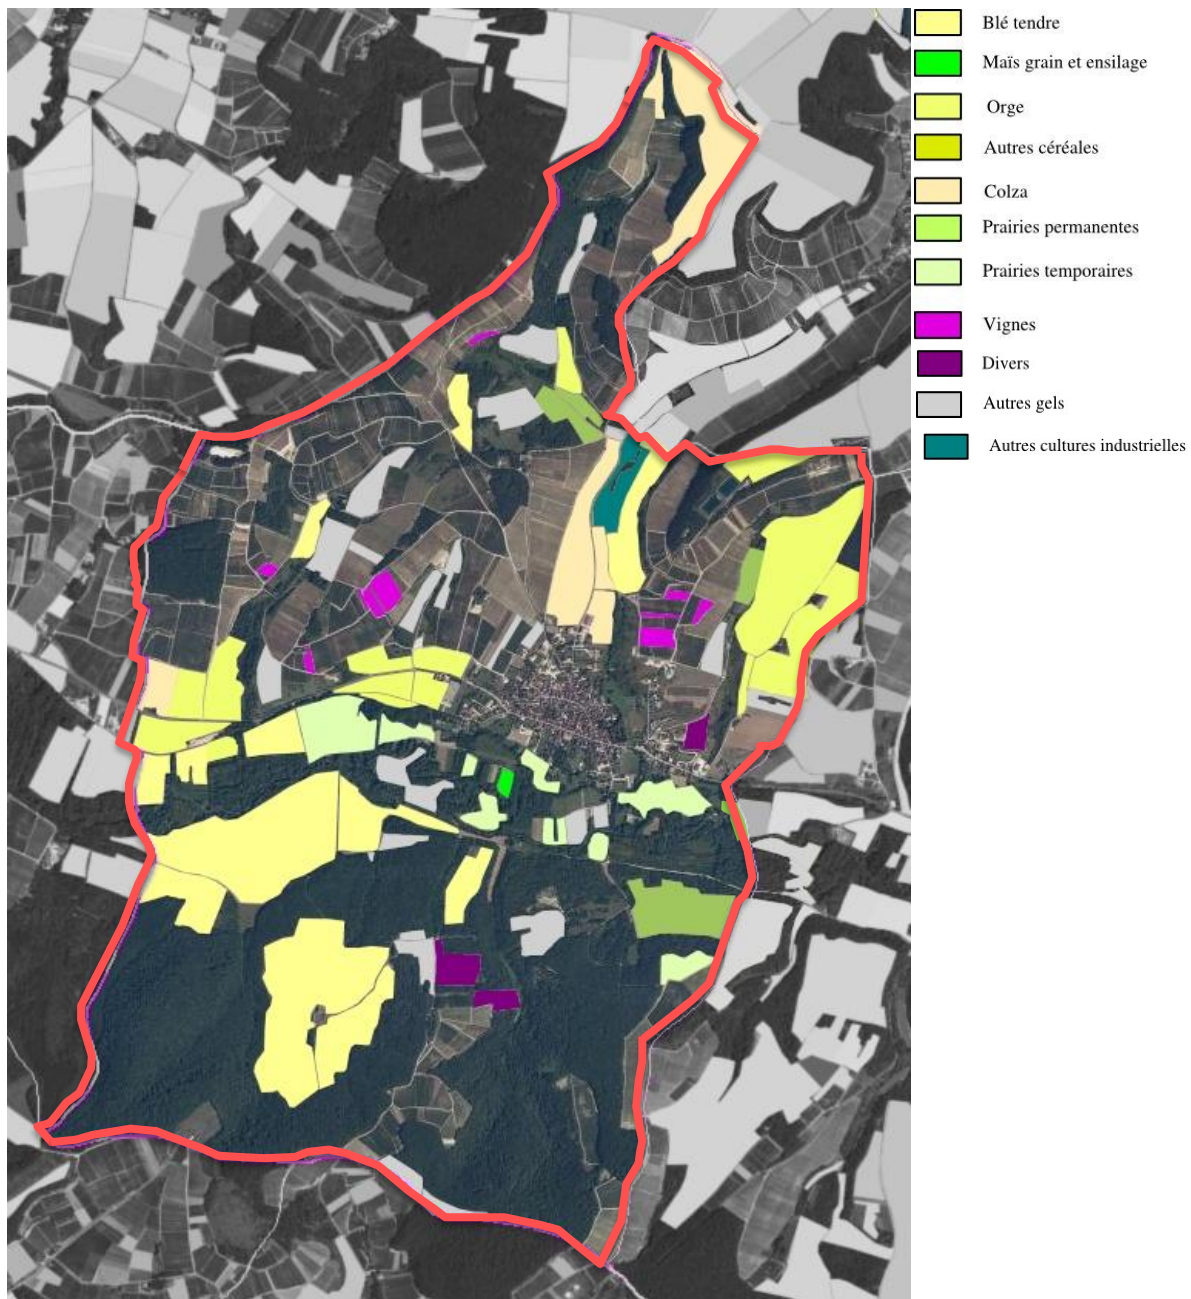 Blé tendre
Maïs grain et ensilage
Orge
Autres céréales
Colza
Prairies permanentes
Prairies temporaires
Vignes
Divers
Autres gels
Autres cultures industrielles